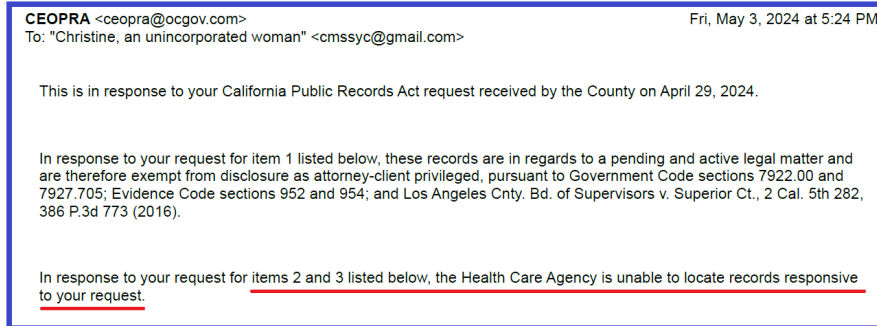 CEOPRA <ceopra@ocgov.com> Fri, May 3, 2024 at 5:24 PM
To: "Christine, an unincorporated woman" <cmssyc@gmail.com>
This is in response to your California Public Records Act request received by the County on April 29, 2024.
In response to your request for item 1 listed below, these records are in regards to a pending and active legal matter and
are therefore exempt from disclosure as attorney-client privileged, pursuant to Government Code sections 7922.00 and
7927.705; Evidence Code sections 952 and 954; and Los Angeles Cnty. Bd. of Supervisors v. Superior Ct., 2 Cal. 5th 282,
386 P.3d 773 (2016).
In response to your request for items 2 and 3 listed below, the Health Care Agency is unable to locate records responsive
to your request.